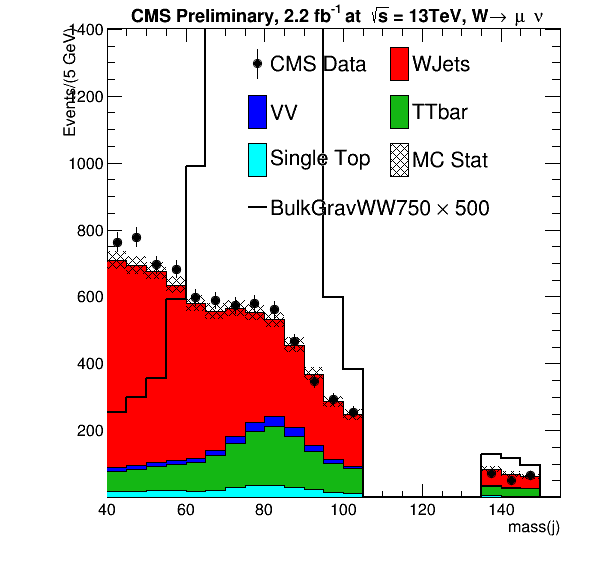 CMS Preliminary, 2.2 fb⁻¹ at √s = 13TeV, W→ μ ν
Events/(5 GeV)
1400
1200
1000
800
600
400
200
CMS Data
WJets
VV
TTbar
Single Top
MC Stat
BulkGravWW750 × 500
40 60 80 100 120 140
mass(j)